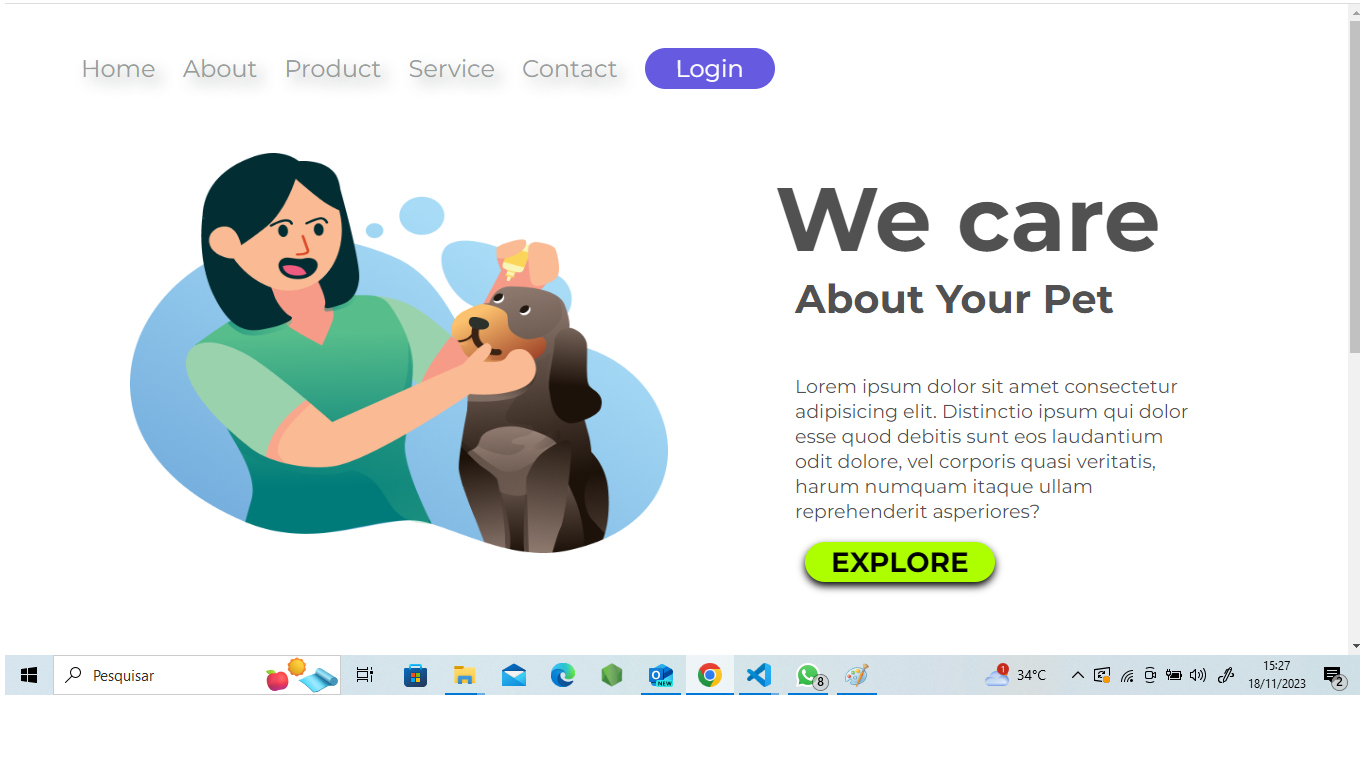 Home About Product Service Contact Login
We care
About Your Pet
Lorem ipsum dolor sit amet consectetur
adipisicing elit. Distinctio ipsum qui dolor
esse quod debitis sunt eos laudantium
odit dolore, vel corporis quasi veritatis,
harum numquam itaque ullam
reprehenderit asperiores?
EXPLORE
Pesquisar
NEW
8
1
34°C
15:27
18/11/2023
2